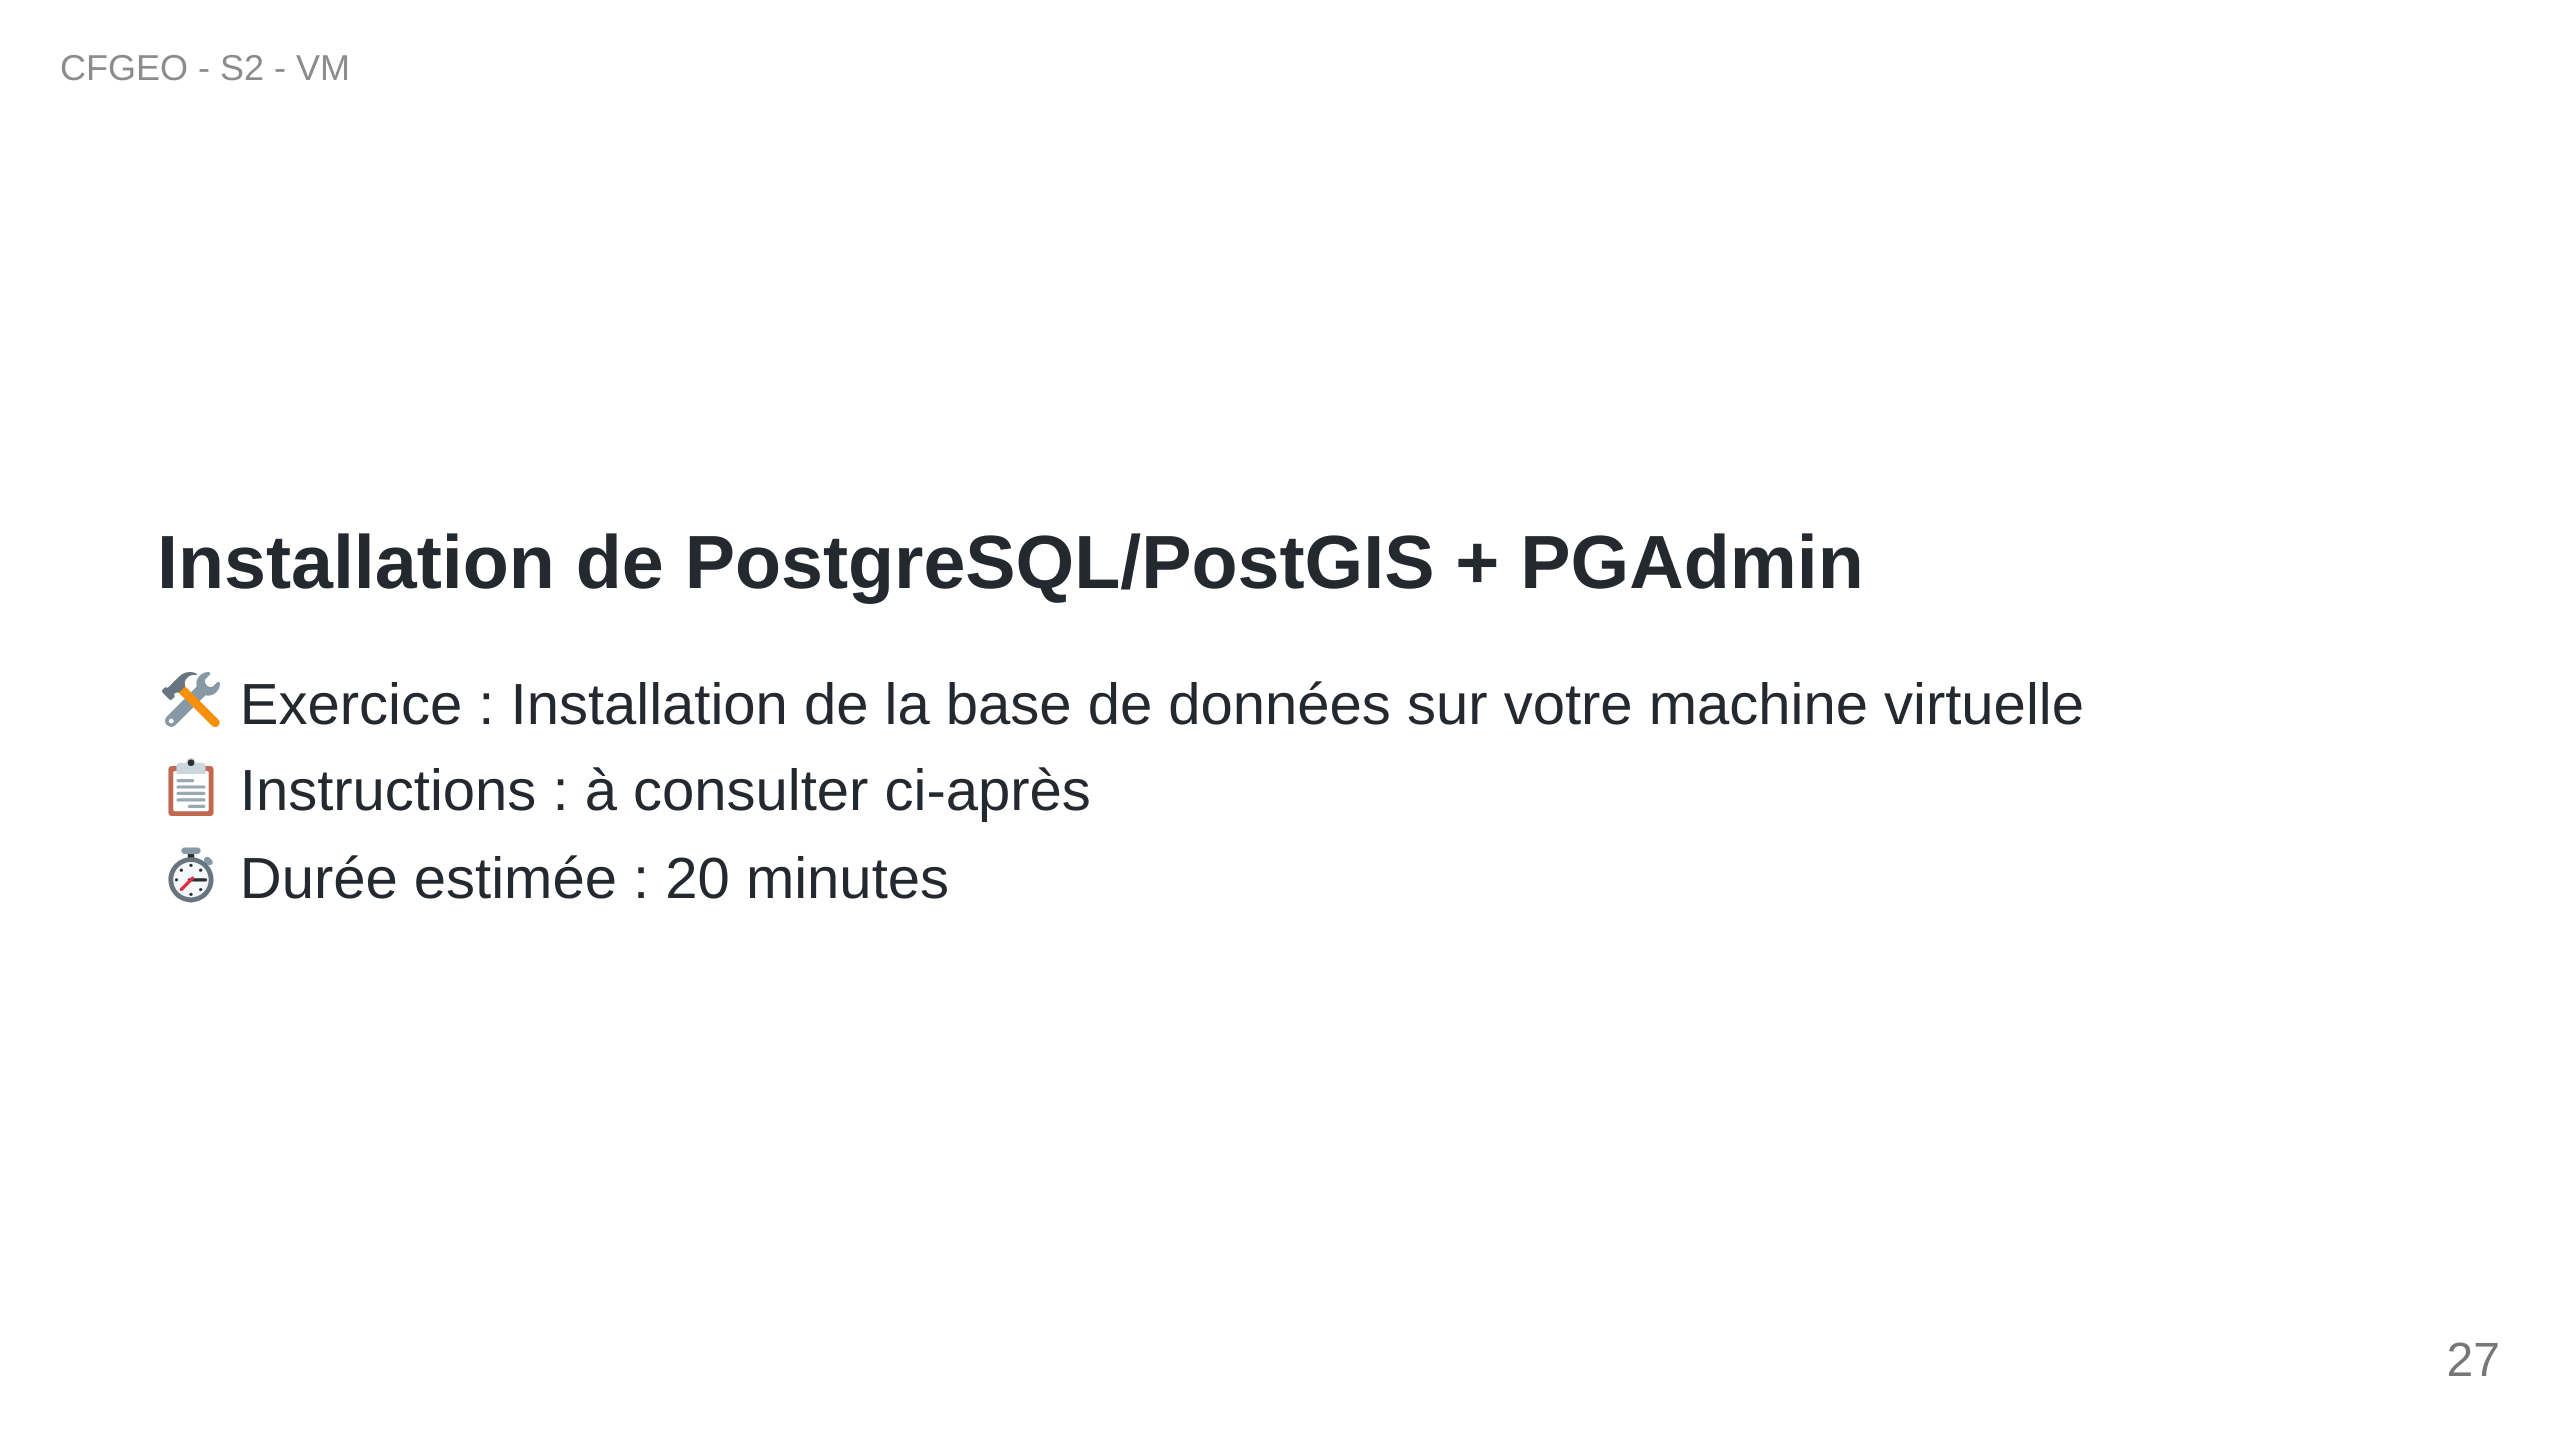 CFGEO - S2 - VM
Installation de PostgreSQL/PostGIS + PGAdmin
🛠 Exercice : Installation de la base de données sur votre machine virtuelle
📋 Instructions : à consulter ci-après
⏱ Durée estimée : 20 minutes
27